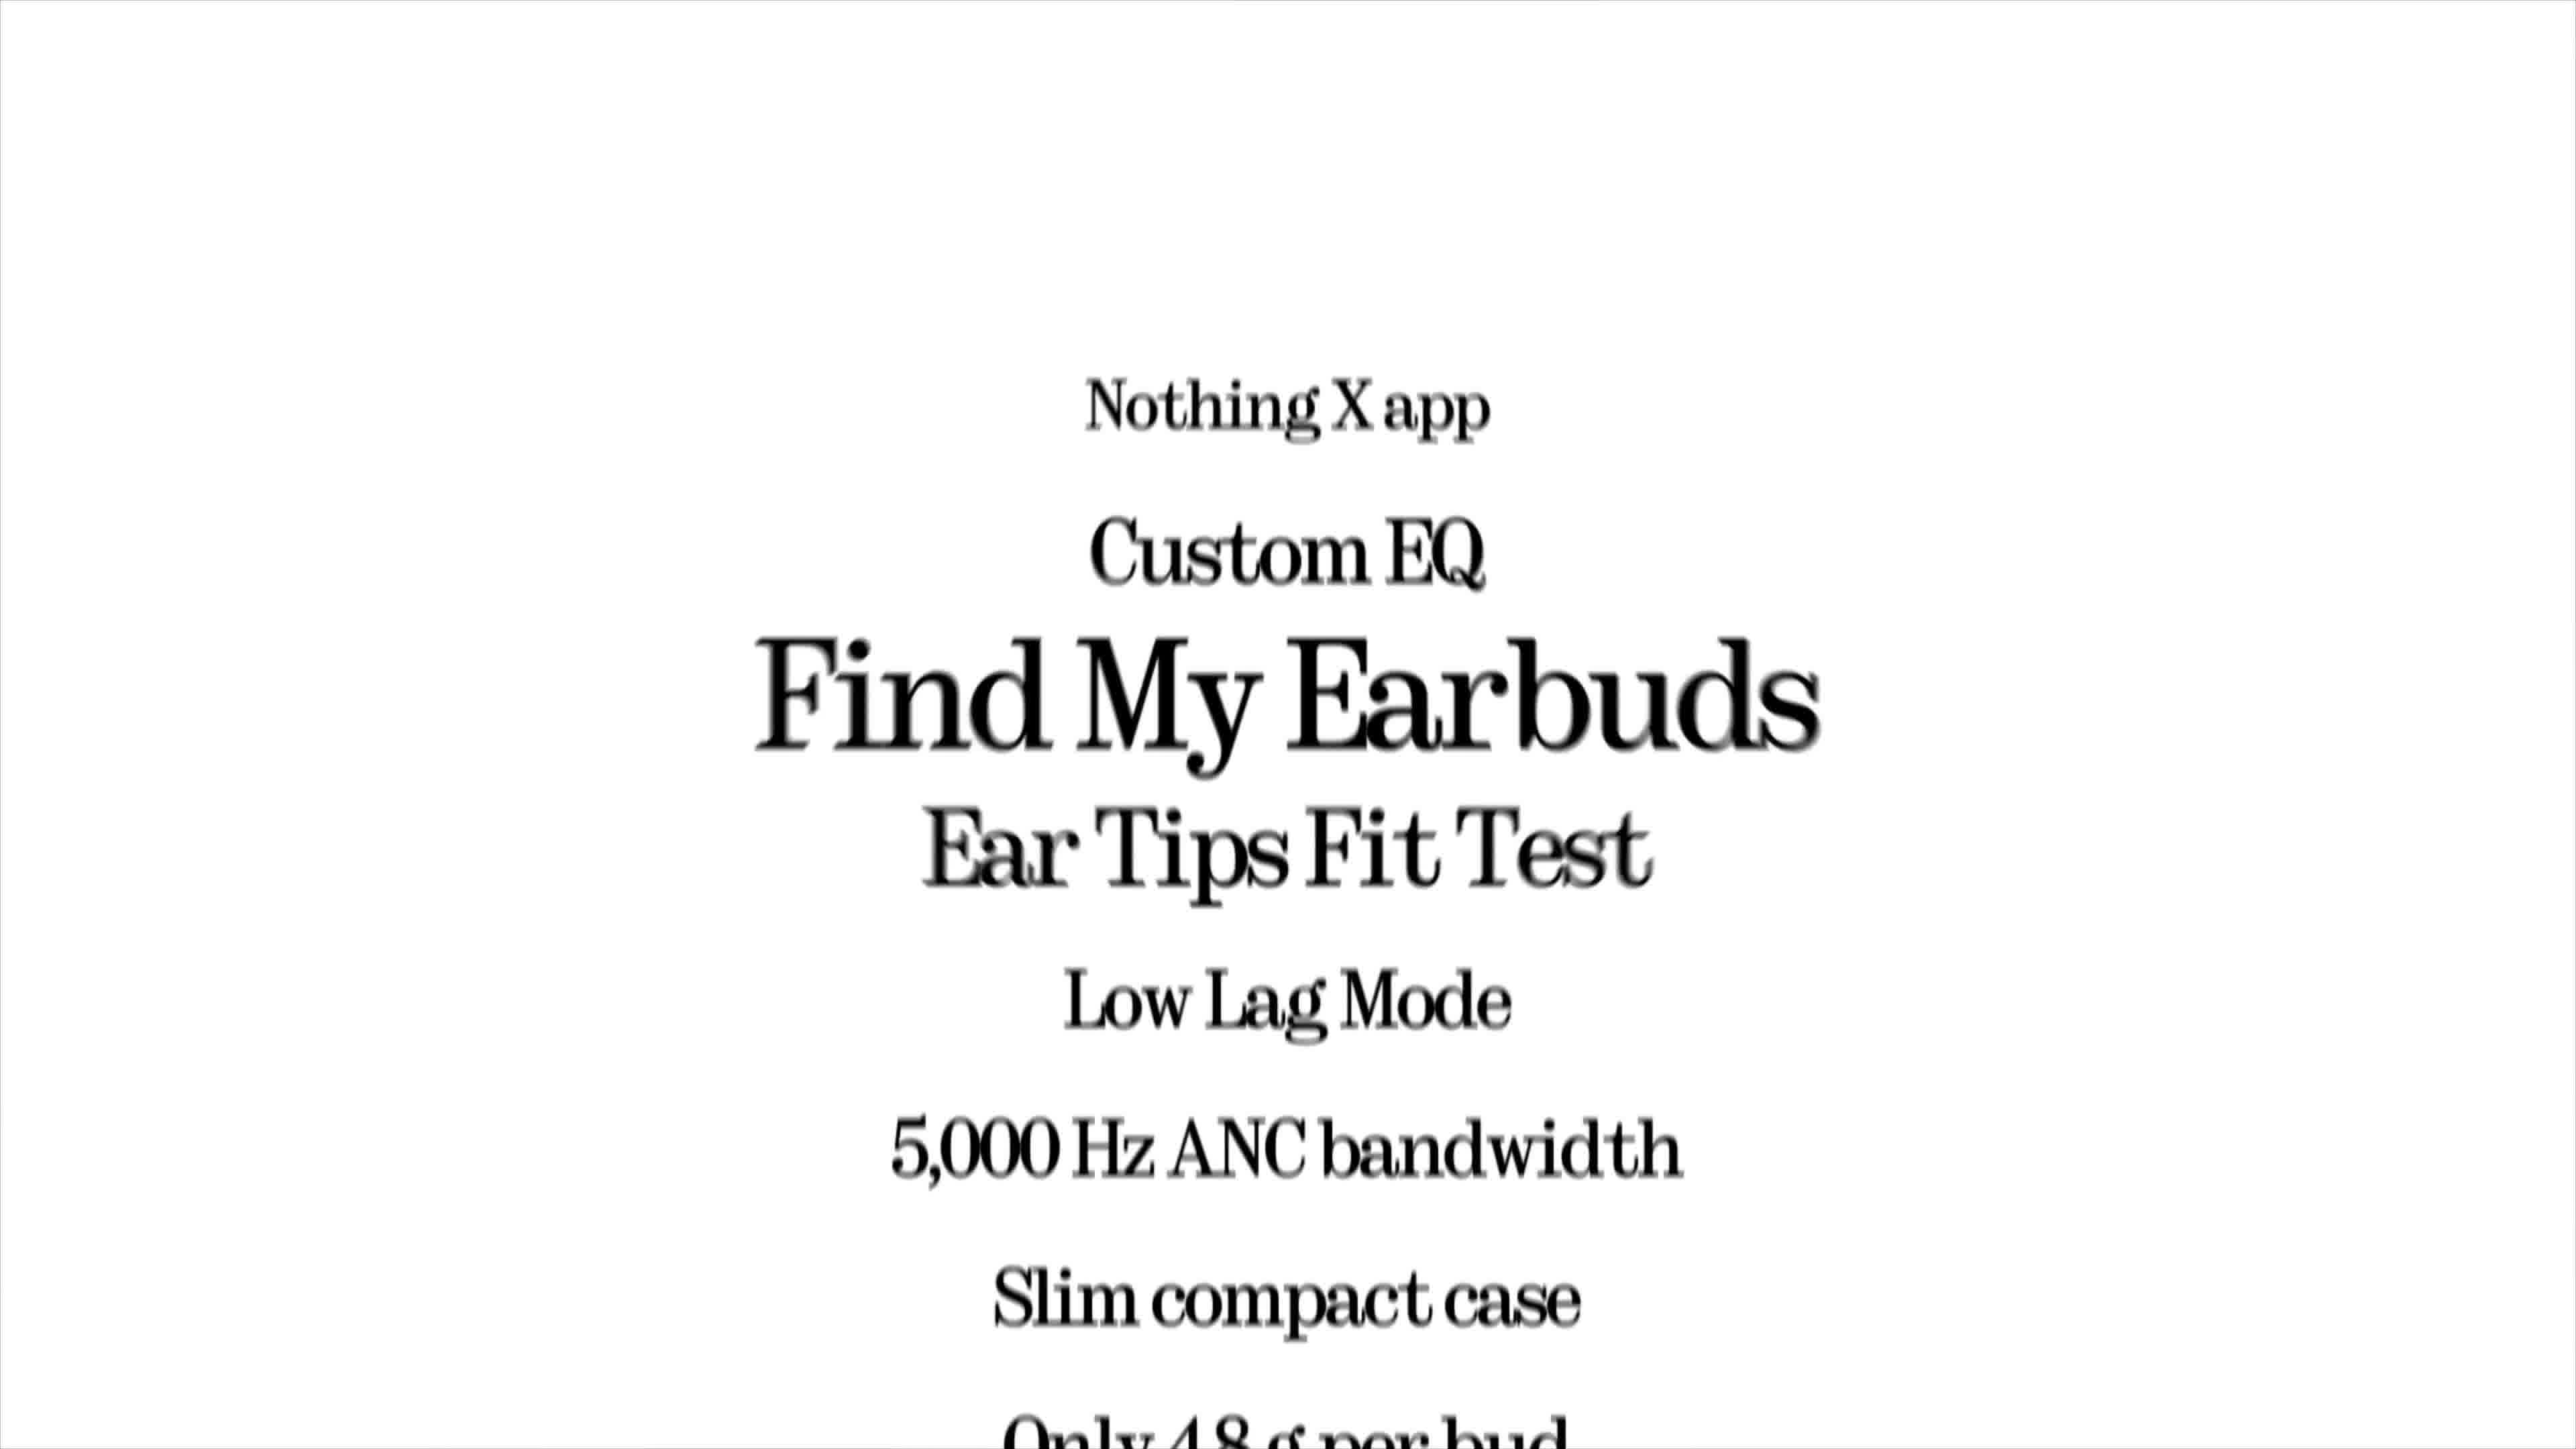 Nothing X app
Custom EQ
Find My Earbuds
Ear Tips Fit Test
Low Lag Mode
5,000 Hz ANC bandwidth
Slim compact case
Only 4.8 g per bud